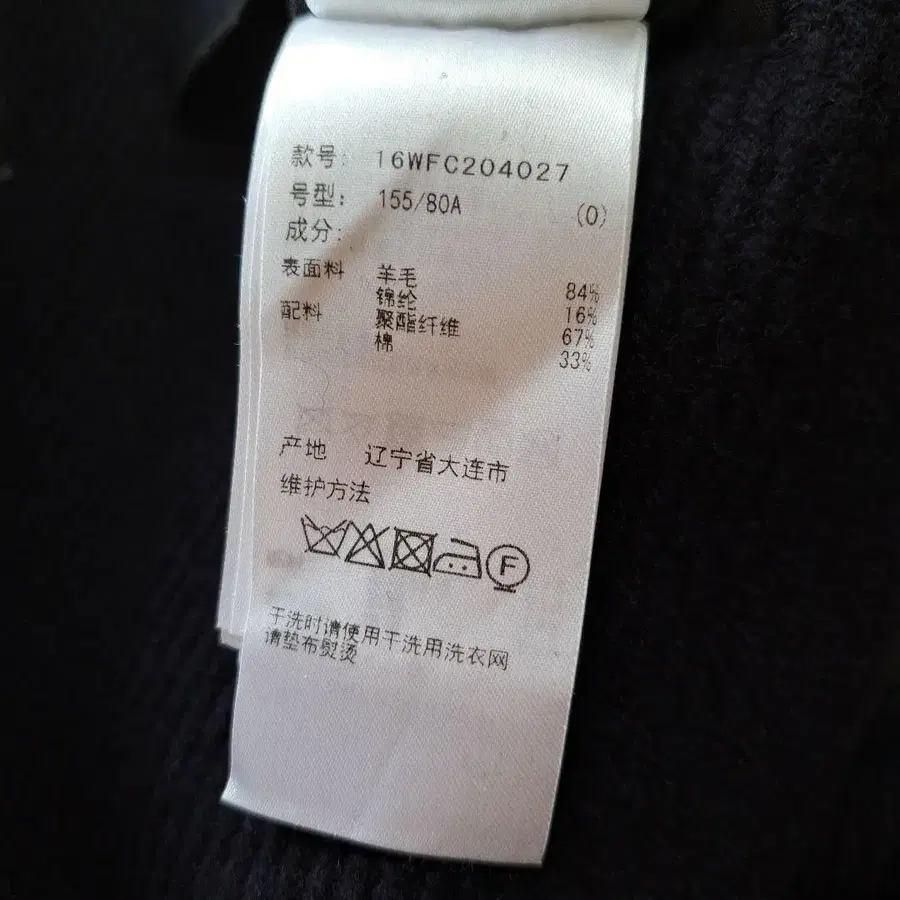 款号: 16WFC204027
号型: 155/80A (0)
成分:
表面料 羊毛 84%
锦纶 16%
配料 聚酯纤维 67%
棉 33%
产地 辽宁省大连市
维护方法
F
干洗时请使用干洗用洗衣网
请垫布熨烫